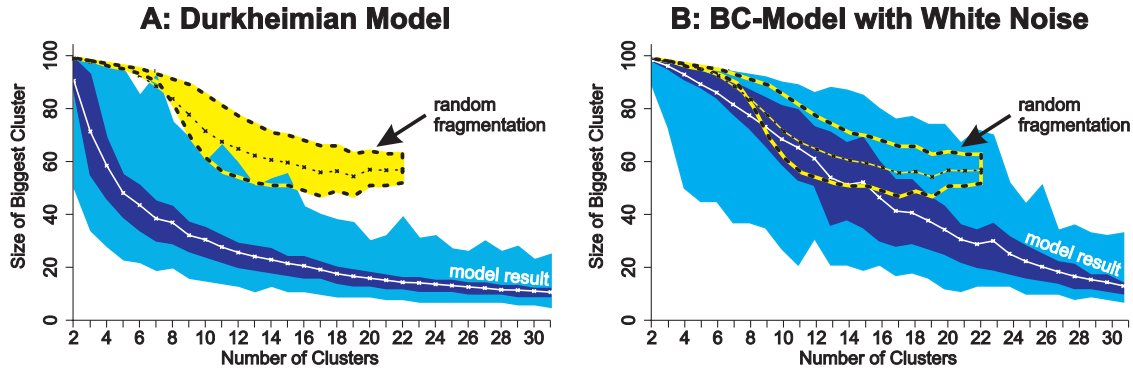 A: Durkheimian Model
Size of Biggest Cluster
0 20 40 60 80 100
random
fragmentation
model result
2 4 6 8 10 12 14 16 18 20 22 24 26 28 30
Number of Clusters
B: BC-Model with White Noise
Size of Biggest Cluster
0 20 40 60 80 100
random
fragmentation
model result
2 4 6 8 10 12 14 16 18 20 22 24 26 28 30
Number of Clusters